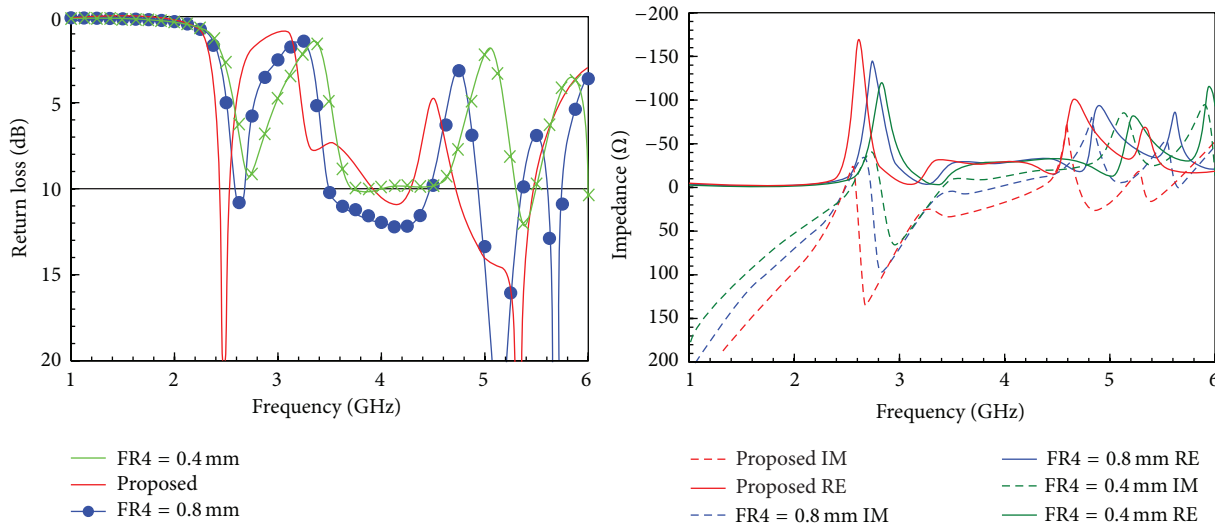 0
5
10
15
20
Return loss (dB)
1
2
3
4
5
6
Frequency (GHz)
FR4 = 0.4 mm
Proposed
FR4 = 0.8 mm
−200
−150
−100
−50
0
50
100
150
200
Impedance (Ω)
1
2
3
4
5
6
Frequency (GHz)
Proposed IM
Proposed RE
FR4 = 0.8 mm IM
FR4 = 0.8 mm RE
FR4 = 0.4 mm IM
FR4 = 0.4 mm RE